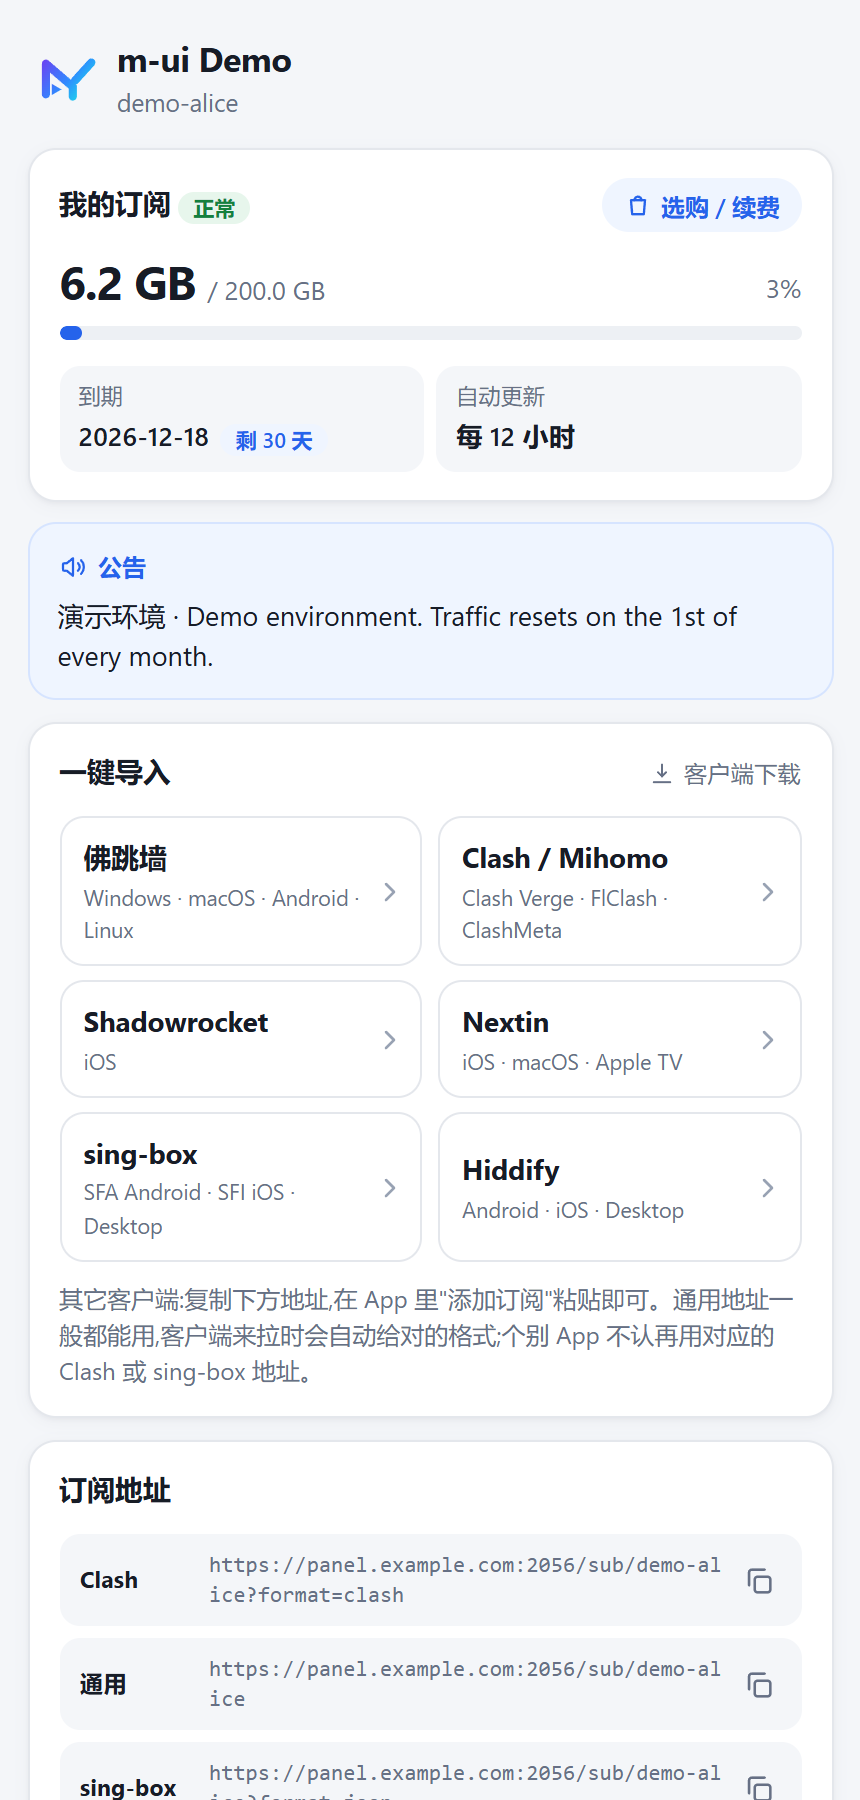 m-ui Demo
demo-alice
我的订阅 正常
选购 / 续费
6.2 GB / 200.0 GB
3%
到期
2026-12-18 剩 30 天
自动更新
每 12 小时
公告
演示环境 · Demo environment. Traffic resets on the 1st of
every month.
一键导入
客户端下载
佛跳墙
Windows · macOS · Android ·
Linux
Clash / Mihomo
Clash Verge · FlClash ·
ClashMeta
Shadowrocket
iOS
Nextin
iOS · macOS · Apple TV
sing-box
SFA Android · SFI iOS ·
Desktop
Hiddify
Android · iOS · Desktop
其它客户端:复制下方地址,在 App 里"添加订阅"粘贴即可。通用地址一
般都能用,客户端来拉时会自动给对的格式;个别 App 不认再用对应的
Clash 或 sing-box 地址。
订阅地址
Clash
https://panel.example.com:2056/sub/demo-al
ice?format=clash
通用
https://panel.example.com:2056/sub/demo-al
ice
sing-box
https://panel.example.com:2056/sub/demo-al